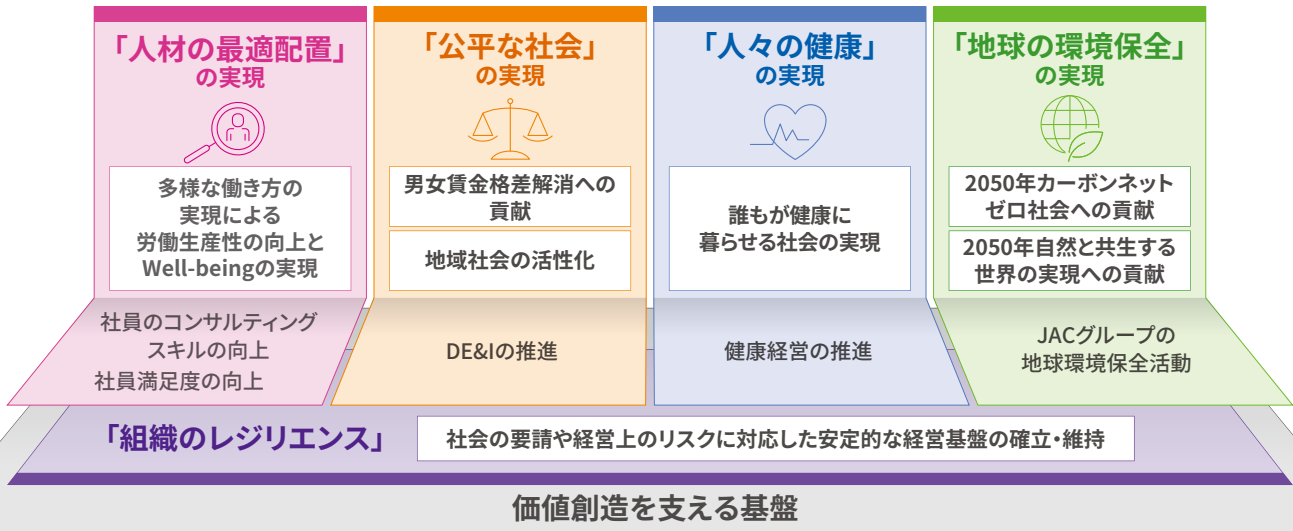 「人材の最適配置」
の実現
多様な働き方の
実現による
労働生産性の向上と
Well-beingの実現
社員のコンサルティング
スキルの向上
社員満足度の向上
「公平な社会」
の実現
男女賃金格差解消への
貢献
地域社会の活性化
DE&Iの推進
「人々の健康」
の実現
誰もが健康に
暮らせる社会の実現
健康経営の推進
「地球の環境保全」
の実現
2050年カーボンネット
ゼロ社会への貢献
2050年自然と共生する
世界の実現への貢献
JACグループの
地球環境保全活動
「組織のレジリエンス」
社会の要請や経営上のリスクに対応した安定的な経営基盤の確立・維持
価値創造を支える基盤